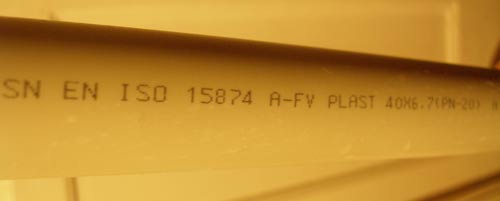 SN EN ISO 15874 A-FV PLAST 40X6.7(PN-20)